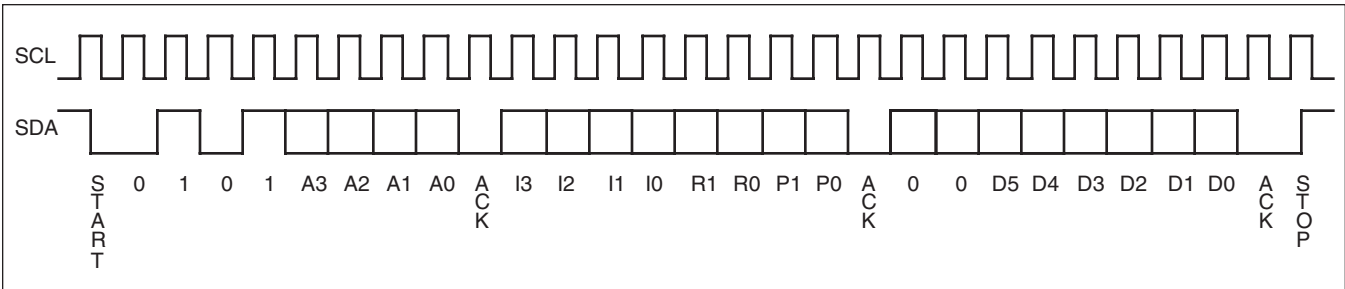 SCL
SDA
START 0 1 0 1 A3 A2 A1 A0 ACK I3 I2 I1 I0 R1 R0 P1 P0 ACK 0 0 D5 D4 D3 D2 D1 D0 ACK STOP